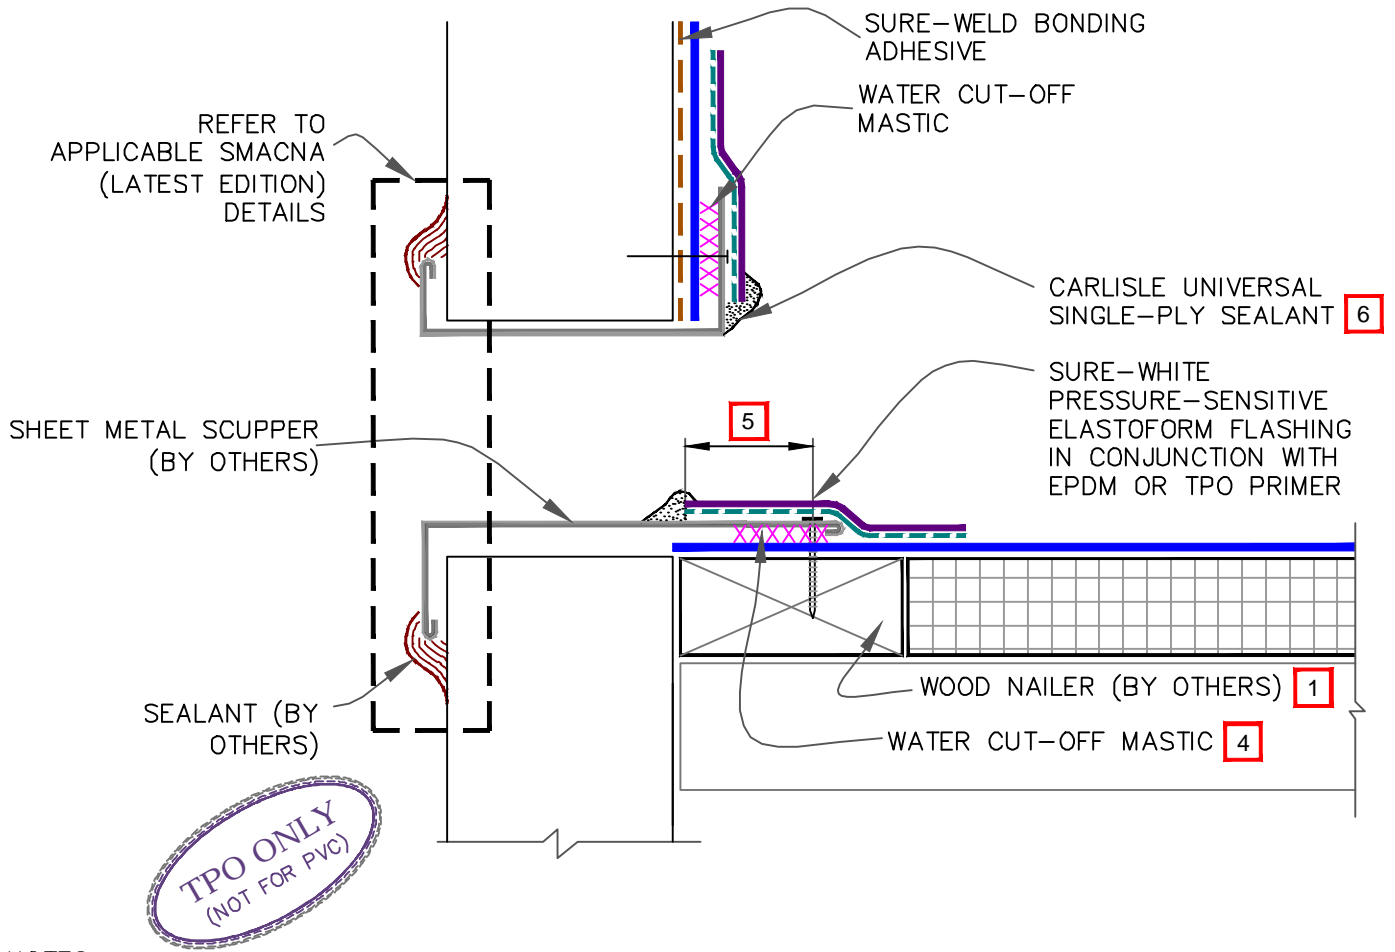 SURE-WELD BONDING
ADHESIVE
WATER CUT-OFF
MASTIC
REFER TO
APPLICABLE SMACNA
(LATEST EDITION)
DETAILS
CARLISLE UNIVERSAL
SINGLE-PLY SEALANT 6
SURE-WHITE
PRESSURE-SENSITIVE
ELASTOFORM FLASHING
IN CONJUNCTION WITH
EPDM OR TPO PRIMER
5
SHEET METAL SCUPPER
(BY OTHERS)
WOOD NAILER (BY OTHERS) 1
WATER CUT-OFF MASTIC 4
SEALANT (BY
OTHERS)
TPO ONLY
(NOT FOR PVC)